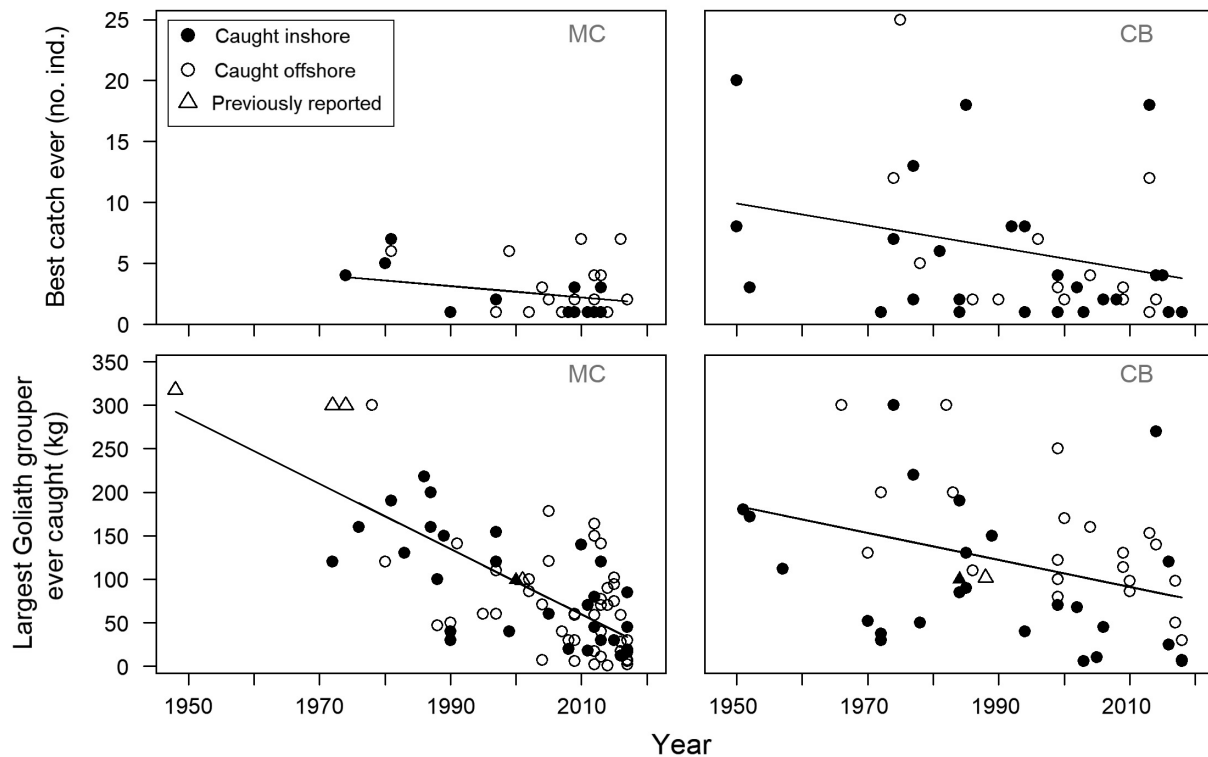 Best catch ever (no. ind.)
25
20
15
10
5
0
Caught inshore
Caught offshore
Previously reported
MC
CB
Largest Goliath grouper
ever caught (kg)
350
300
250
200
150
100
50
0
MC
CB
1950
1970
1990
2010
1950
1970
1990
2010
Year